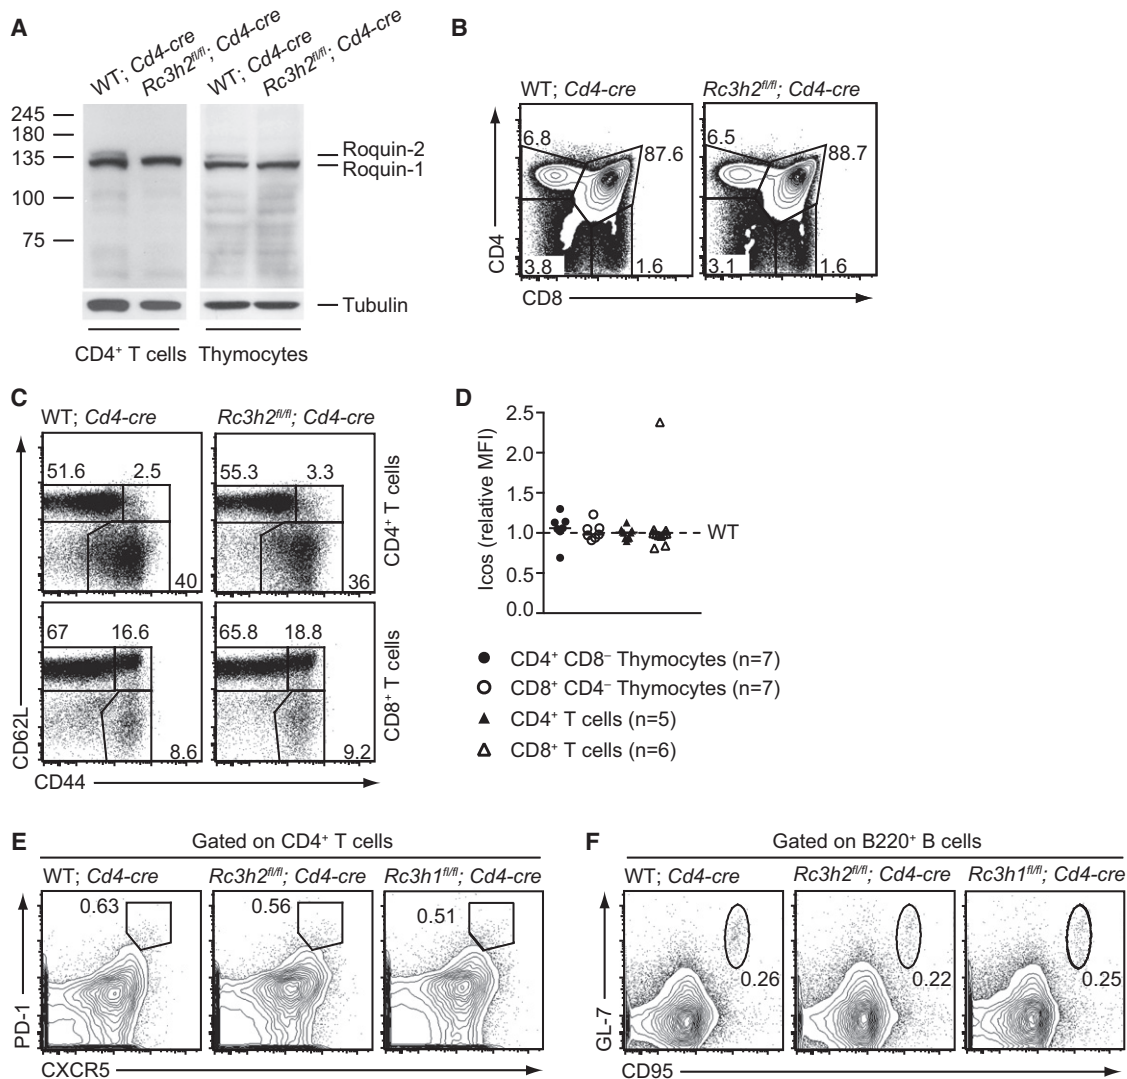 A
WT; Cd4-cre
Rc3h2fl/fl; Cd4-cre
WT; Cd4-cre
Rc3h2fl/fl; Cd4-cre
245
180
135
100
75
Roquin-2
Roquin-1
Tubulin
CD4+ T cells
Thymocytes
B
WT; Cd4-cre
Rc3h2fl/fl; Cd4-cre
6.8
87.6
3.8
1.6
6.5
88.7
3.1
1.6
CD4
CD8
C
WT; Cd4-cre
Rc3h2fl/fl; Cd4-cre
51.6
2.5
40
55.3
3.3
36
CD4+ T cells
67
16.6
8.6
65.8
18.8
9.2
CD8+ T cells
CD62L
CD44
D
Icos (relative MFI)
2.5
2.0
1.5
1.0
0.5
0.0
WT
CD4+ CD8– Thymocytes (n=7)
CD8+ CD4– Thymocytes (n=7)
CD4+ T cells (n=5)
CD8+ T cells (n=6)
E
Gated on CD4+ T cells
WT; Cd4-cre
Rc3h2fl/fl; Cd4-cre
Rc3h1fl/fl; Cd4-cre
0.63
0.56
0.51
PD-1
CXCR5
F
Gated on B220+ B cells
WT; Cd4-cre
Rc3h2fl/fl; Cd4-cre
Rc3h1fl/fl; Cd4-cre
0.26
0.22
0.25
GL-7
CD95